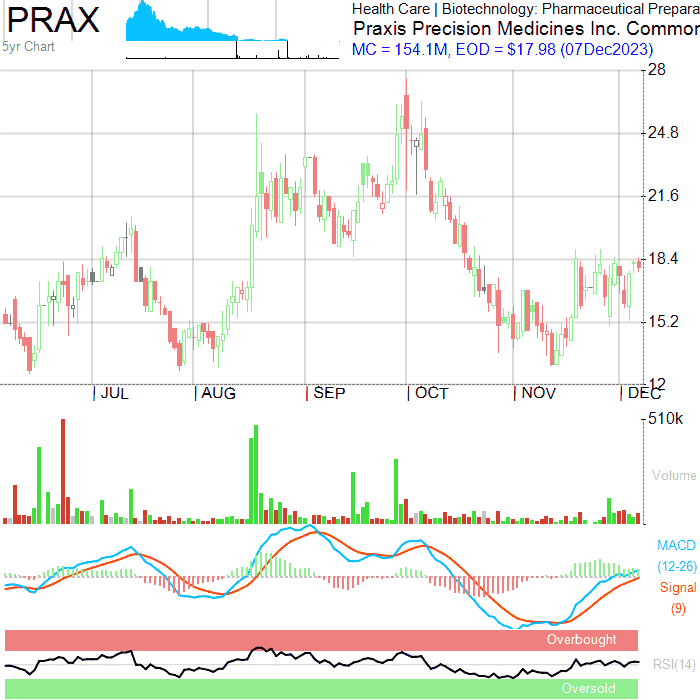 PRAX
5yr Chart
Health Care | Biotechnology: Pharmaceutical Prepara
Praxis Precision Medicines Inc. Common
MC = 154.1M, EOD = $17.98 (07Dec2023)
28
24.8
21.6
18.4
15.2
12
JUL AUG SEP OCT NOV DEC
510k
Volume
MACD
(12-26)
Signal
(9)
Overbought
RSI(14)
Oversold